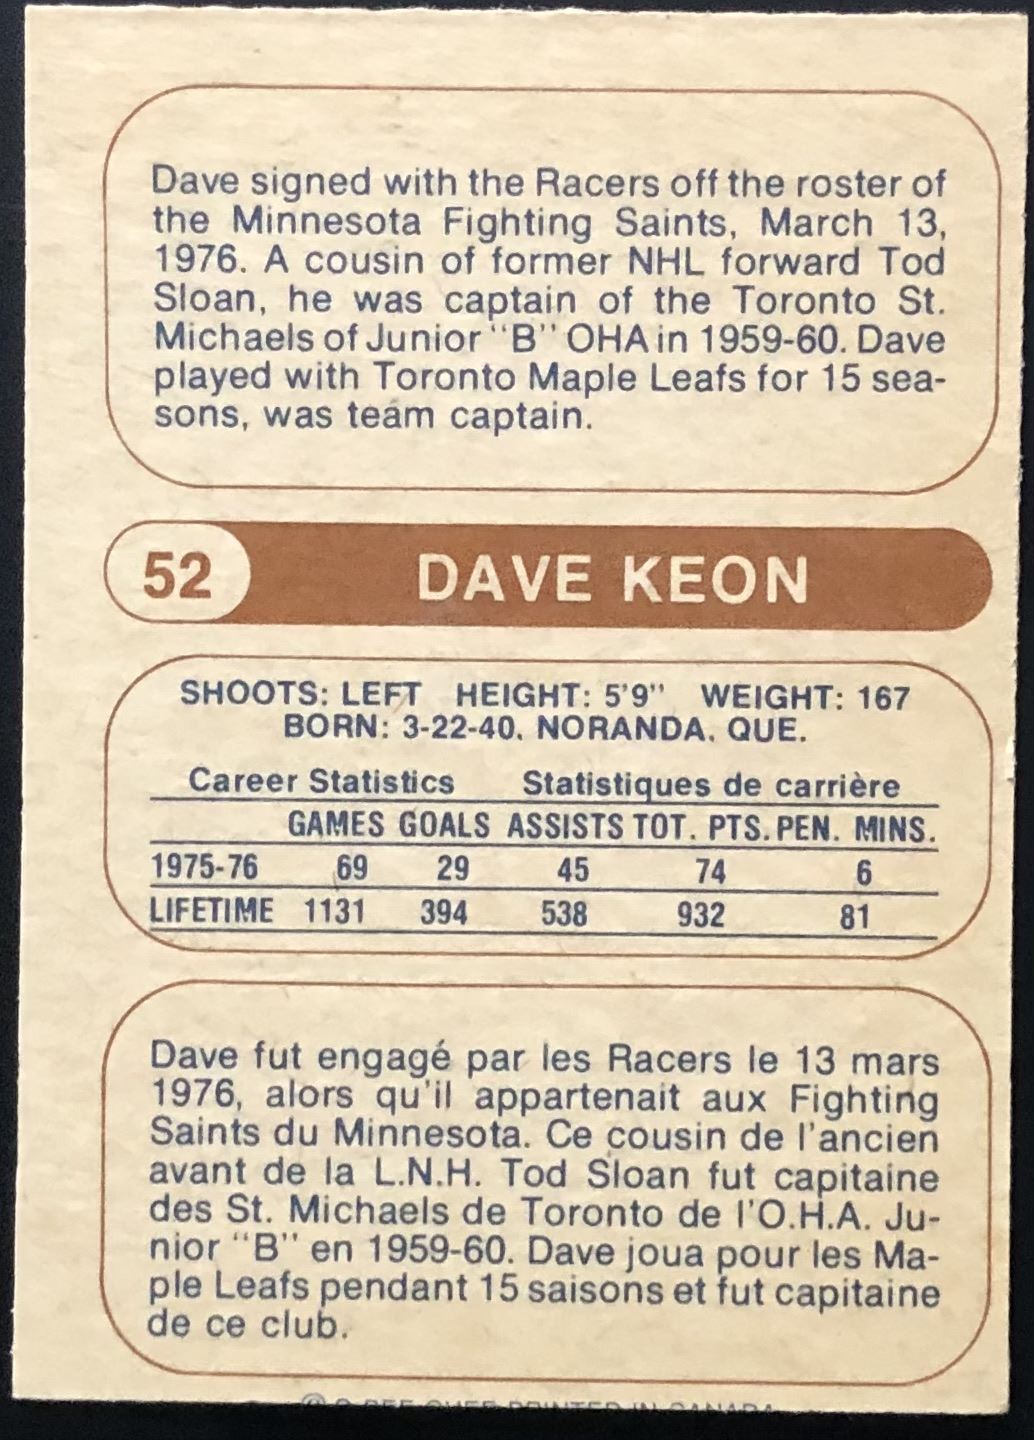 Dave signed with the Racers off the roster of
the Minnesota Fighting Saints, March 13,
1976. A cousin of former NHL forward Tod
Sloan, he was captain of the Toronto St.
Michaels of Junior "B" OHA in 1959-60. Dave
played with Toronto Maple Leafs for 15 sea-
sons, was team captain.
52 DAVE KEON
SHOOTS: LEFT HEIGHT: 5'9" WEIGHT: 167
BORN: 3-22-40. NORANDA. QUE.
Career Statistics Statistiques de carrière
GAMES GOALS ASSISTS TOT. PTS. PEN. MINS.
1975-76 69 29 45 74 6
LIFETIME 1131 394 538 932 81
Dave fut engagé par les Racers le 13 mars
1976, alors qu'il appartenait aux Fighting
Saints du Minnesota. Ce cousin de l'ancien
avant de la L.N.H. Tod Sloan fut capitaine
des St. Michaels de Toronto de l'O.H.A. Ju-
nior "B" en 1959-60. Dave joua pour les Ma-
ple Leafs pendant 15 saisons et fut capitaine
de ce club.
PRINTED IN CANADA